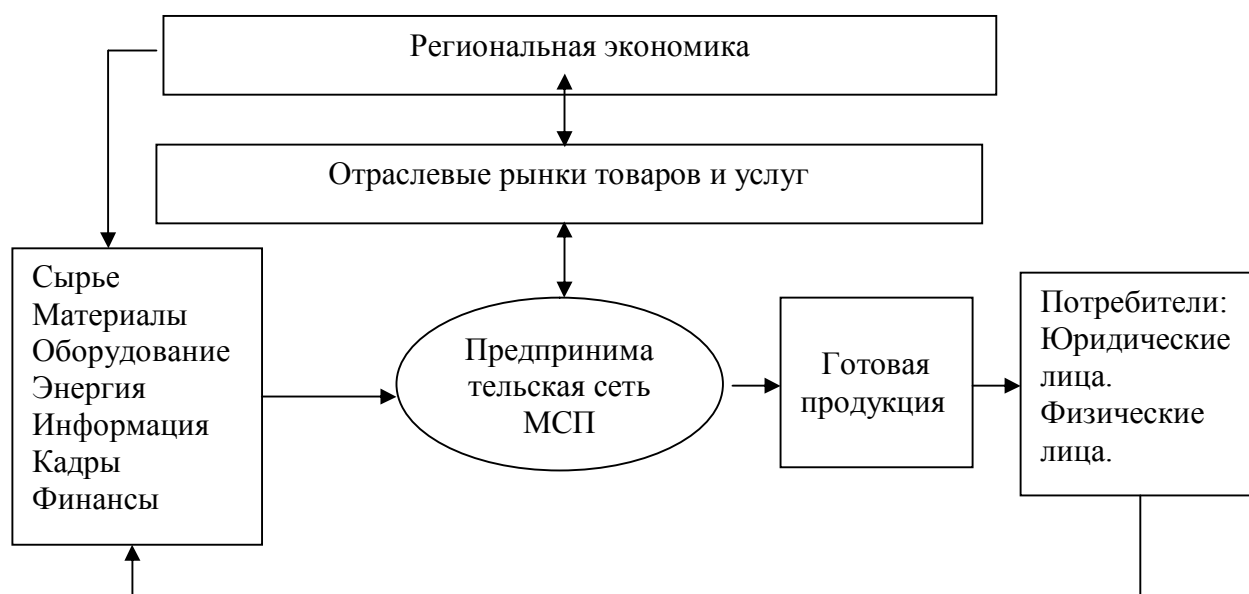 Региональная экономика
Отраслевые рынки товаров и услуг
Сырье
Материалы
Оборудование
Энергия
Информация
Кадры
Финансы
Предпринима
тельская сеть
МСП
Готовая
продукция
Потребители:
Юридические
лица.
Физические
лица.